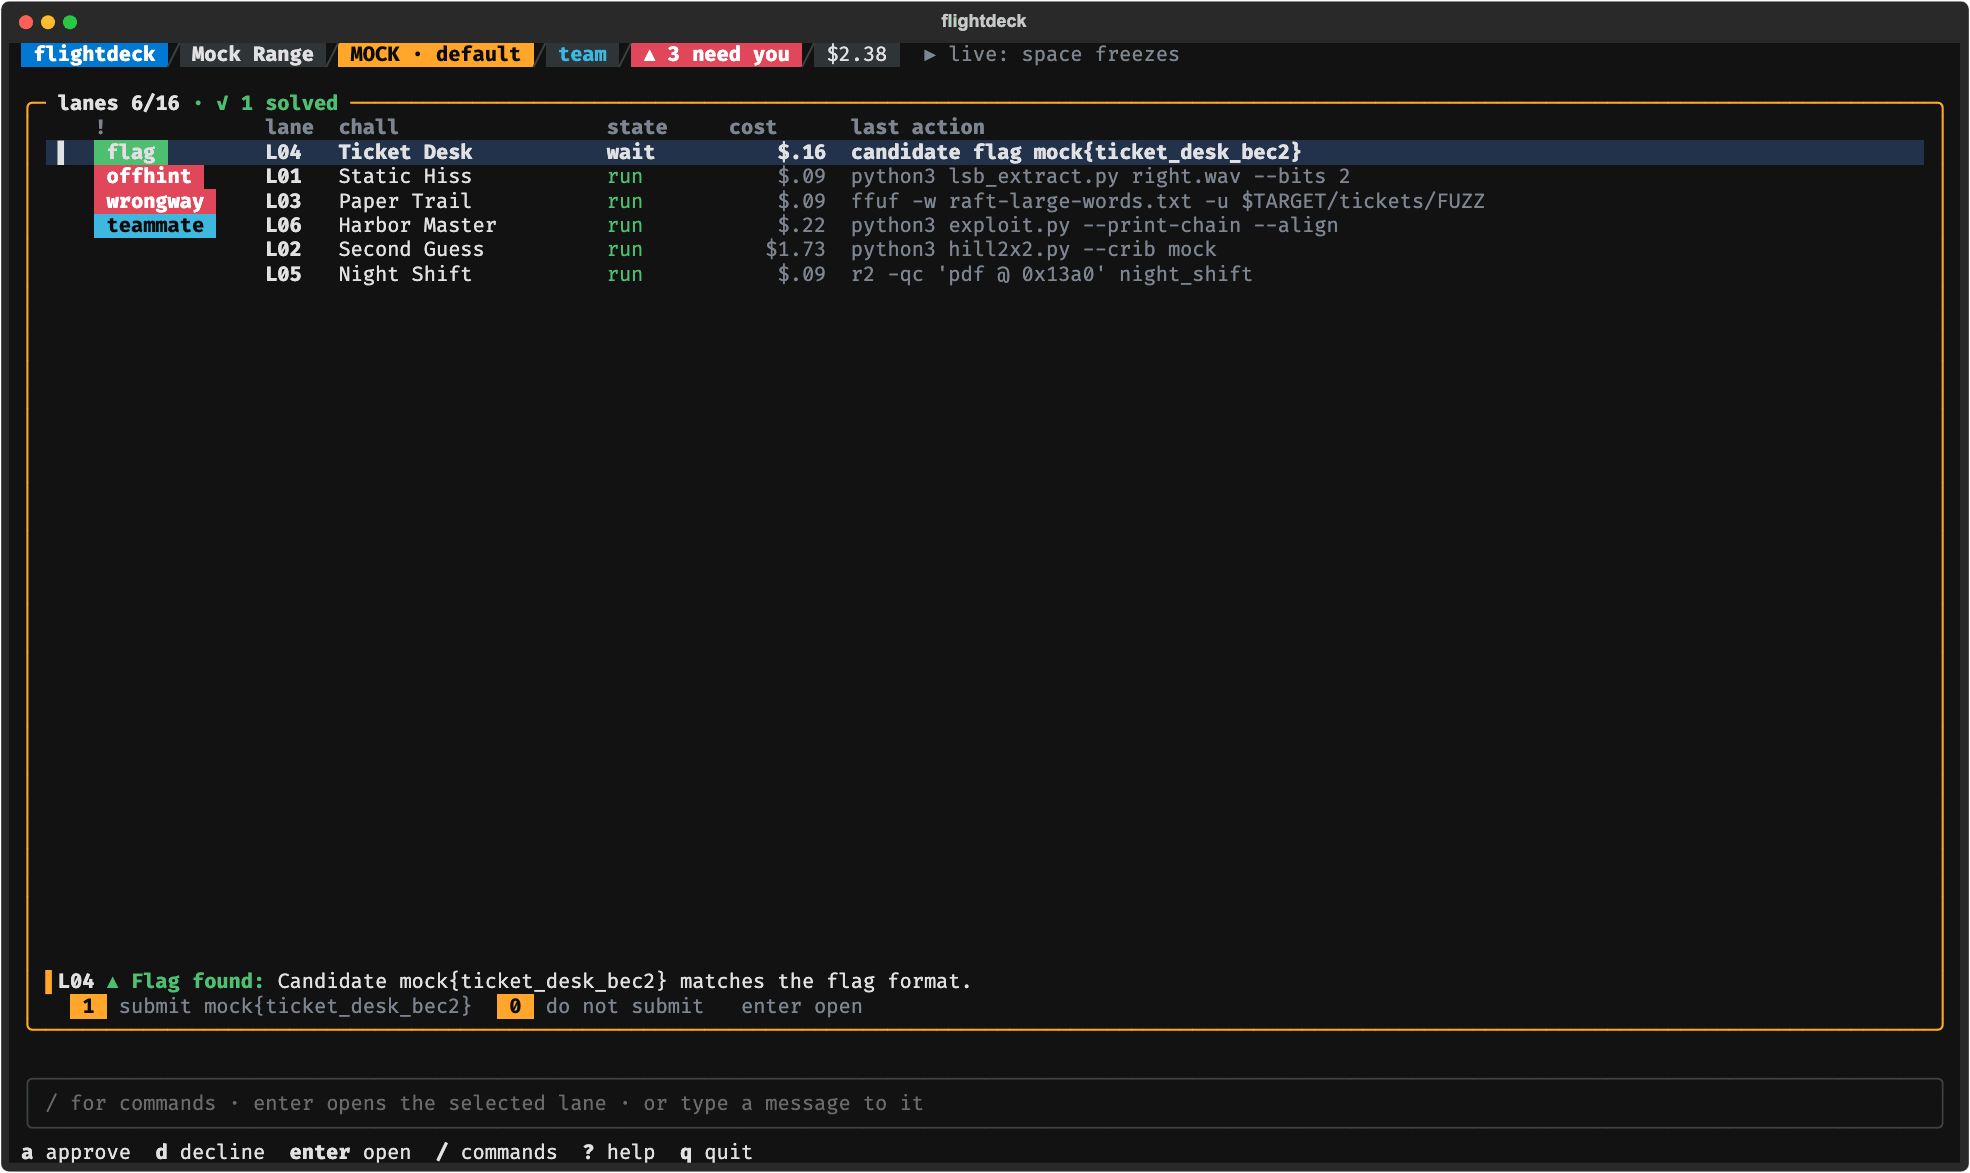 flightdeck
flightdeck / Mock Range / MOCK · default / team / ▲ 3 need you / $2.38 ▶ live: space freezes
lanes 6/16 · √ 1 solved
! lane chall state cost last action
flag L04 Ticket Desk wait $.16 candidate flag mock{ticket_desk_bec2}
offhint L01 Static Hiss run $.09 python3 lsb_extract.py right.wav --bits 2
wrongway L03 Paper Trail run $.09 ffuf -w raft-large-words.txt -u $TARGET/tickets/FUZZ
teammate L06 Harbor Master run $.22 python3 exploit.py --print-chain --align
L02 Second Guess run $1.73 python3 hill2x2.py --crib mock
L05 Night Shift run $.09 r2 -qc 'pdf @ 0x13a0' night_shift
L04 ▲ Flag found: Candidate mock{ticket_desk_bec2} matches the flag format.
1 submit mock{ticket_desk_bec2} 0 do not submit enter open
/ for commands · enter opens the selected lane · or type a message to it
a approve d decline enter open / commands ? help q quit